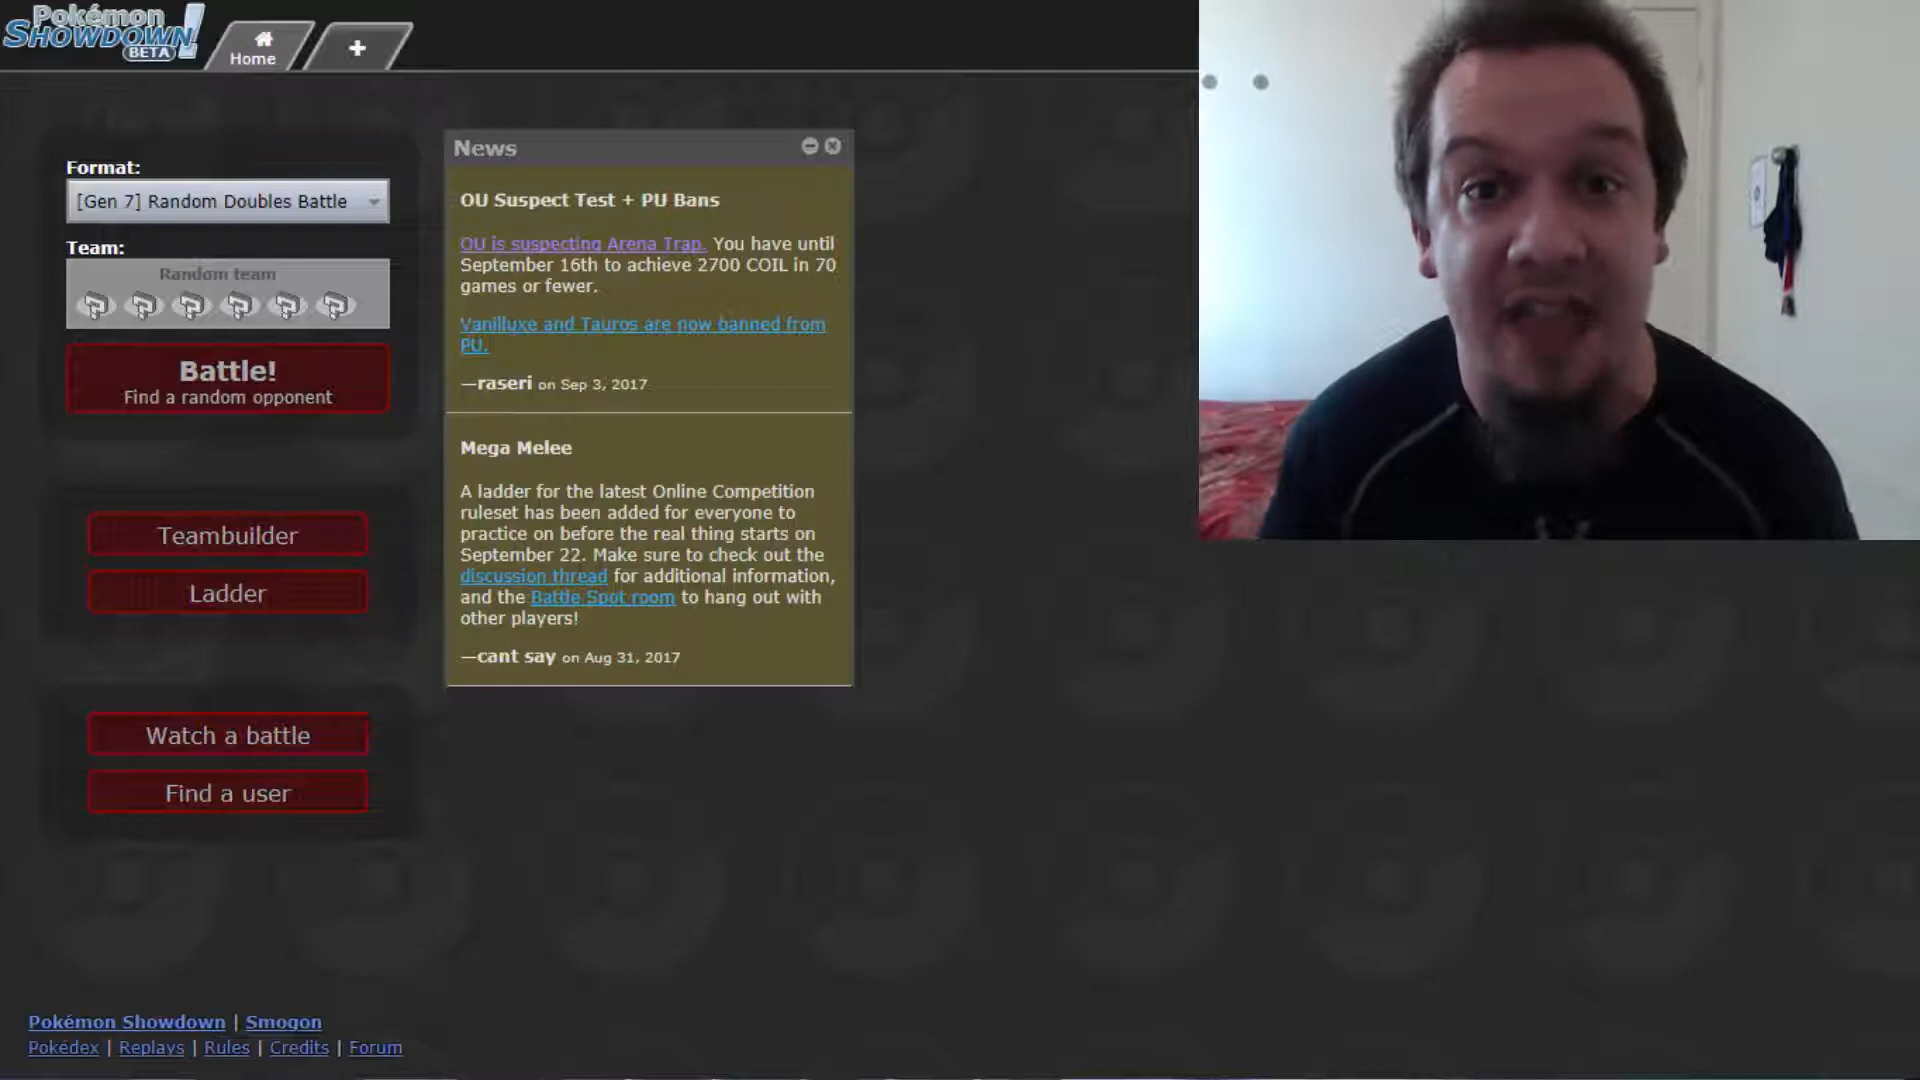 Pokémon
SHOWDOWN!
BETA
Home
Format:
[Gen 7] Random Doubles Battle
Team:
Random team
Battle!
Find a random opponent
Teambuilder
Ladder
Watch a battle
Find a user
News
OU Suspect Test + PU Bans
OU is suspecting Arena Trap. You have until
September 16th to achieve 2700 COIL in 70
games or fewer.
Vanilluxe and Tauros are now banned from
PU.
—raseri on Sep 3, 2017
Mega Melee
A ladder for the latest Online Competition
ruleset has been added for everyone to
practice on before the real thing starts on
September 22. Make sure to check out the
discussion thread for additional information,
and the Battle Spot room to hang out with
other players!
—cant say on Aug 31, 2017
Pokémon Showdown | Smogon
Pokédex | Replays | Rules | Credits | Forum